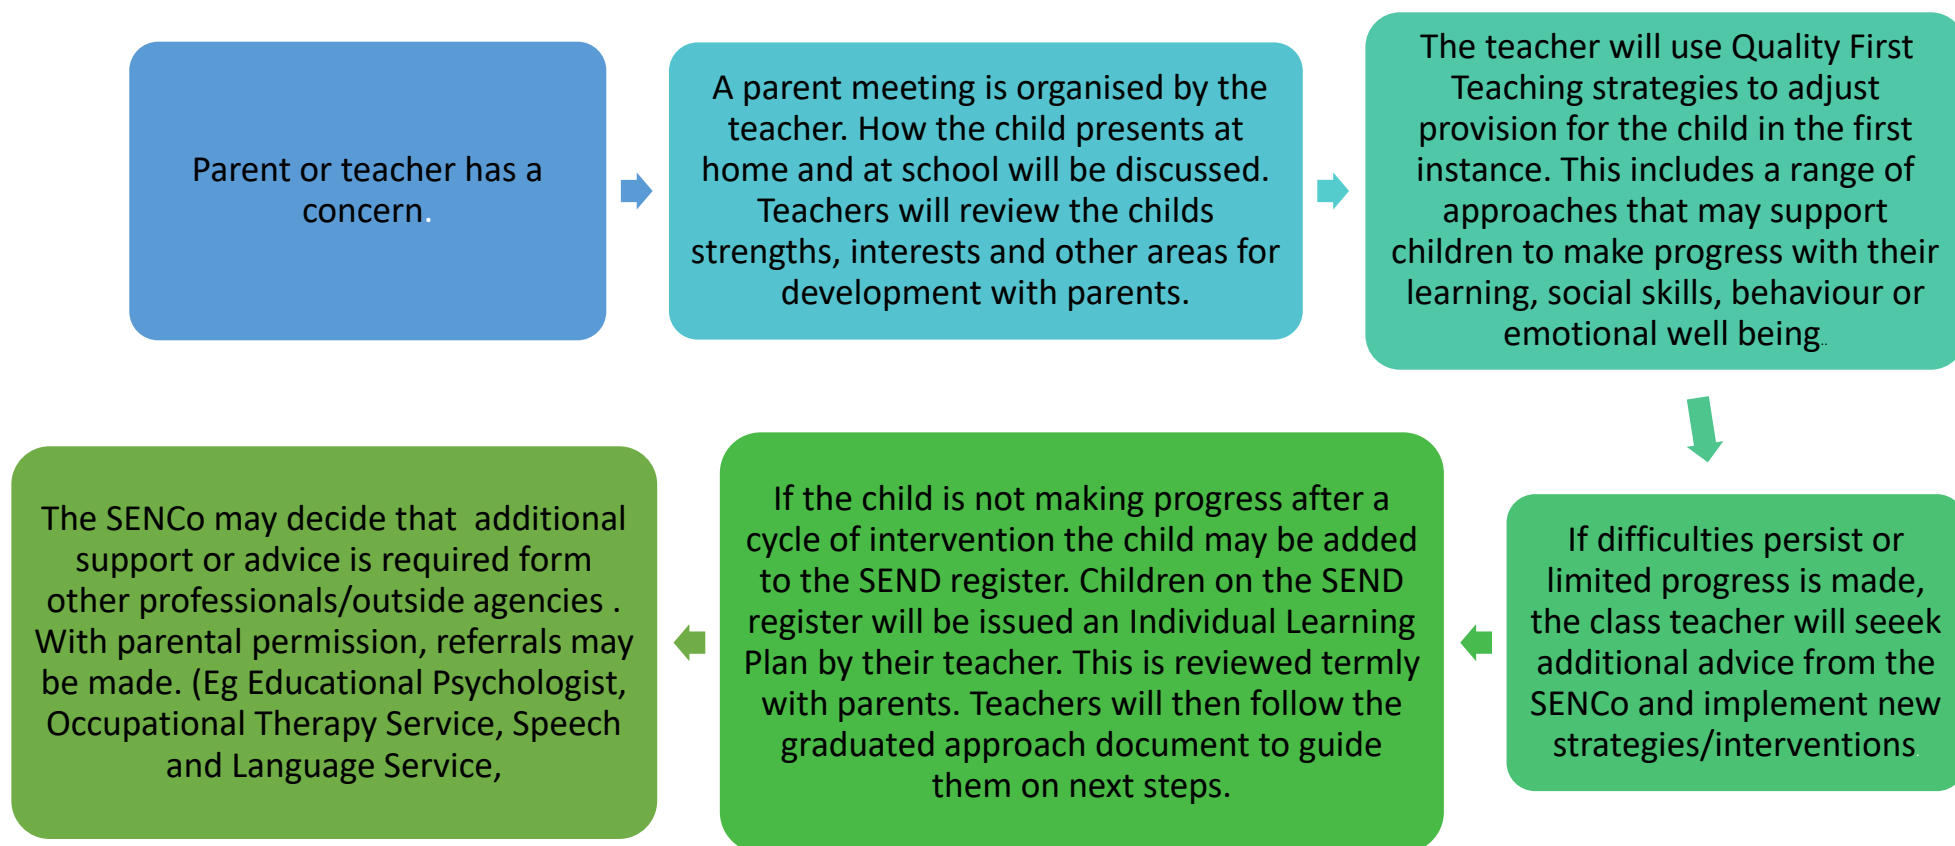 Parent or teacher has a
concern.
A parent meeting is organised by the
teacher. How the child presents at
home and at school will be discussed.
Teachers will review the childs
strengths, interests and other areas for
development with parents.
The teacher will use Quality First
Teaching strategies to adjust
provision for the child in the first
instance. This includes a range of
approaches that may support
children to make progress with their
learning, social skills, behaviour or
emotional well being..
If difficulties persist or
limited progress is made,
the class teacher will seeek
additional advice from the
SENCo and implement new
strategies/interventions.
If the child is not making progress after a
cycle of intervention the child may be added
to the SEND register. Children on the SEND
register will be issued an Individual Learning
Plan by their teacher. This is reviewed termly
with parents. Teachers will then follow the
graduated approach document to guide
them on next steps.
The SENCo may decide that  additional
support or advice is required form
other professionals/outside agencies .
With parental permission, referrals may
be made. (Eg Educational Psychologist,
Occupational Therapy Service, Speech
and Language Service,